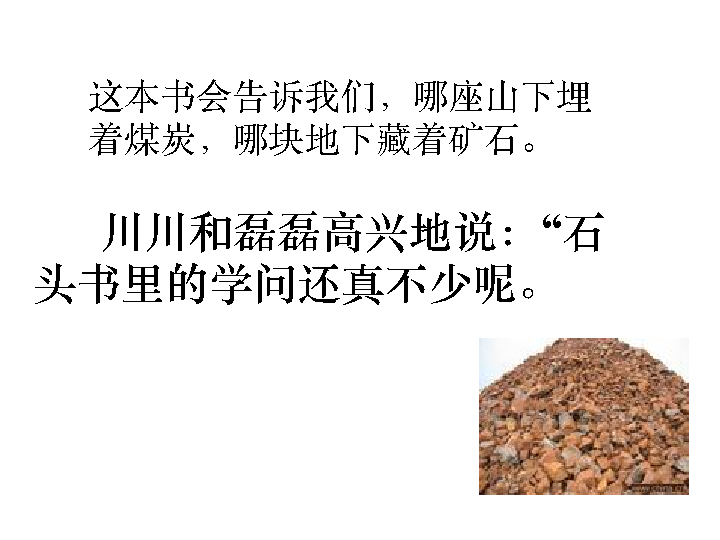 这本书会告诉我们，哪座山下埋
着煤炭，哪块地下藏着矿石。
川川和磊磊高兴地说：“石
头书里的学问还真不少呢。